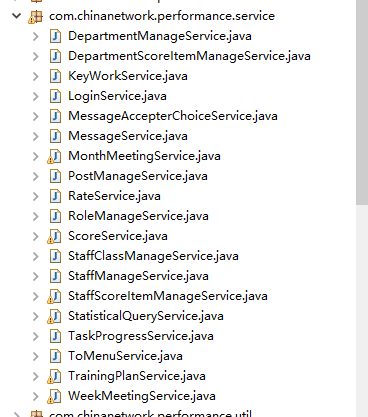 com.chinanetwork.performance.service
DepartmentManageService.java
DepartmentScoreItemManageService.java
KeyWorkService.java
LoginService.java
MessageAccepterChoiceService.java
MessageService.java
MonthMeetingService.java
PostManageService.java
RateService.java
RoleManageService.java
ScoreService.java
StaffClassManageService.java
StaffManageService.java
StaffScoreItemManageService.java
StatisticalQueryService.java
TaskProgressService.java
ToMenuService.java
TrainingPlanService.java
WeekMeetingService.java
com.chinanetwork.performance.util